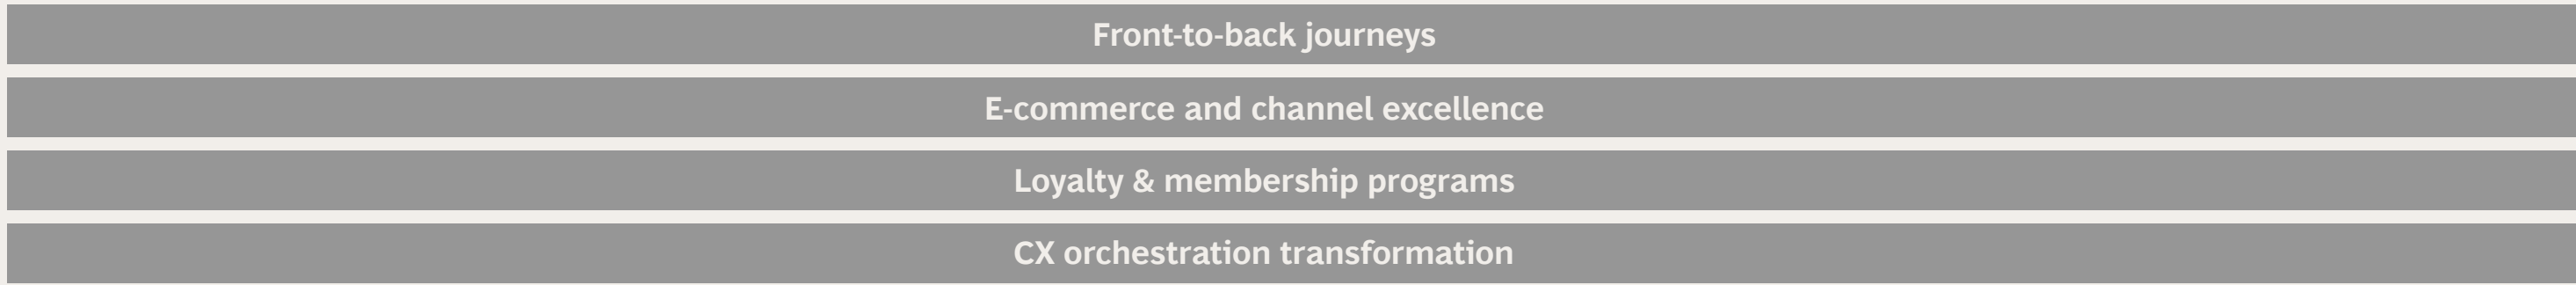 Front-to-back journeys
E-commerce and channel excellence
Loyalty & membership programs
CX orchestration transformation